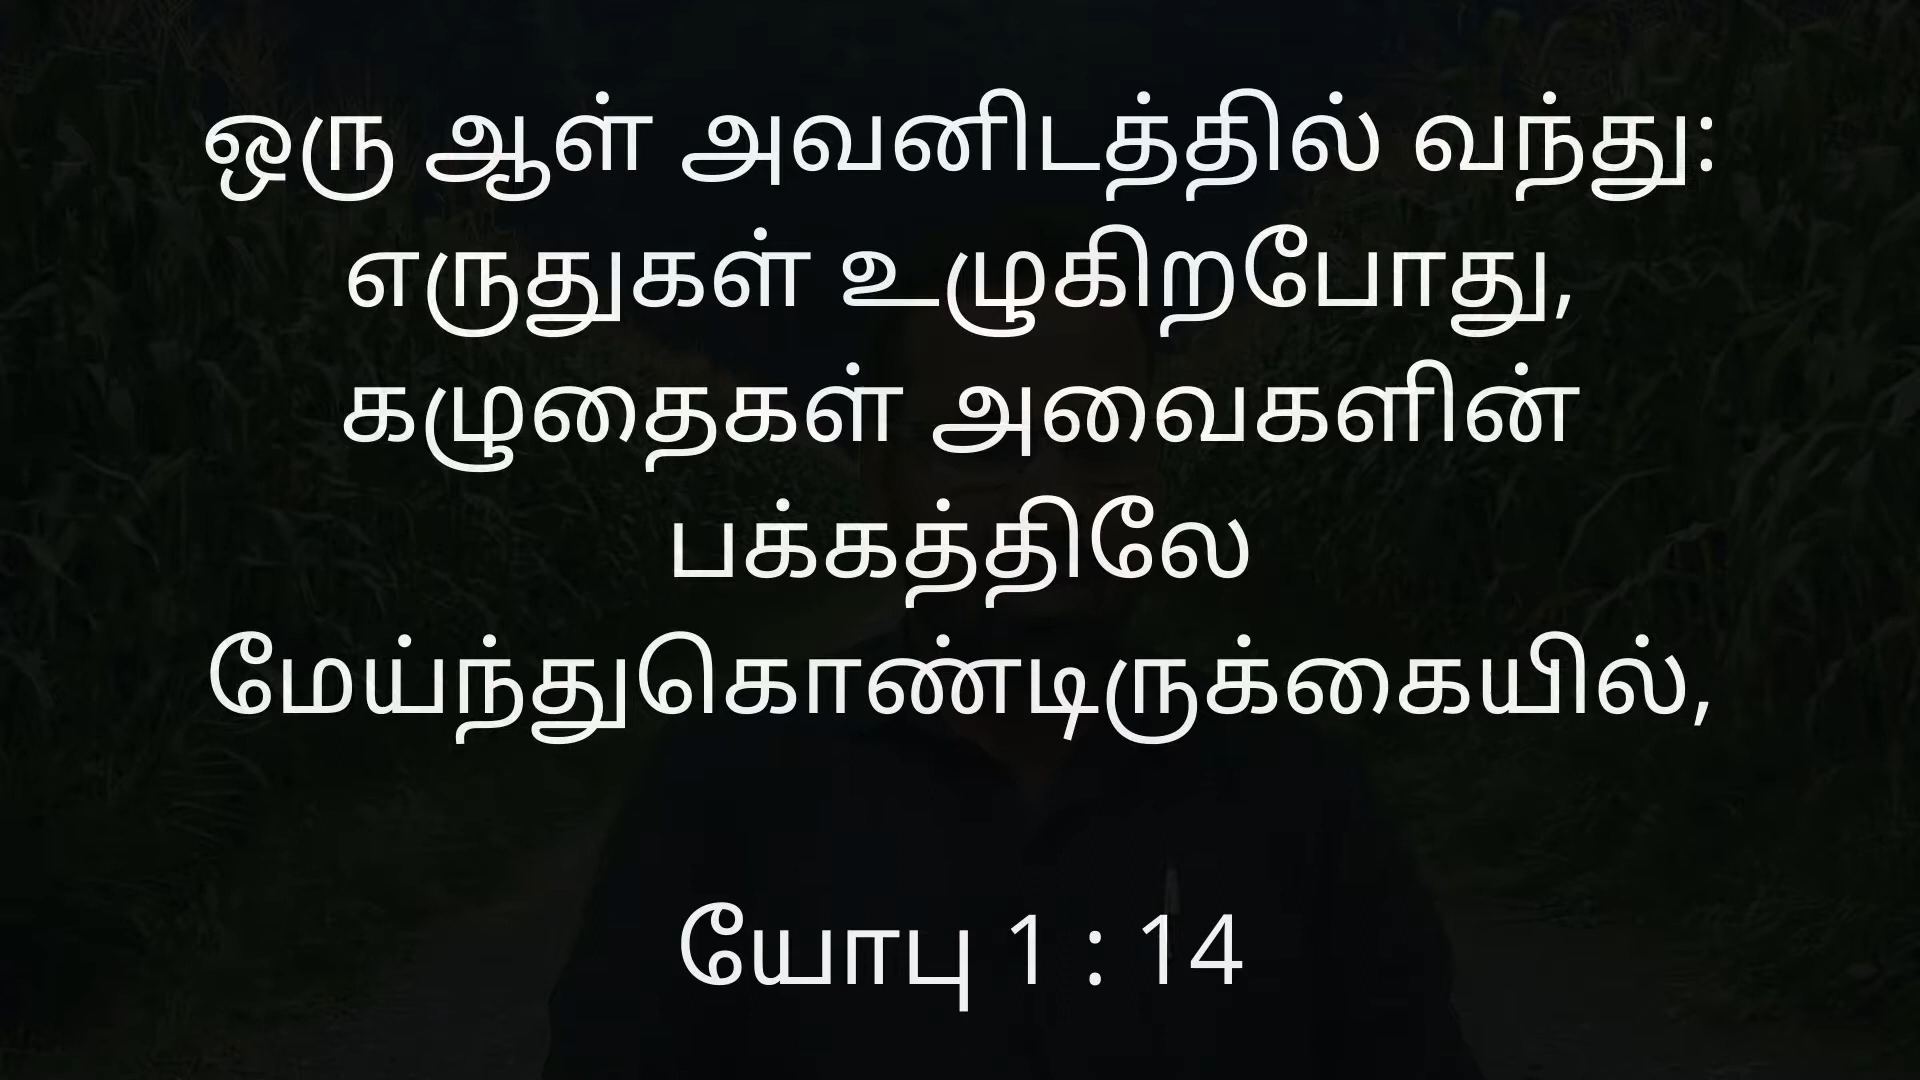 ஒரு ஆள் அவனிடத்தில் வந்து:
எருதுகள் உழுகிறபோது,
கழுதைகள் அவைகளின்
பக்கத்திலே
மேய்ந்துகொண்டிருக்கையில்,
யோபு 1 : 14